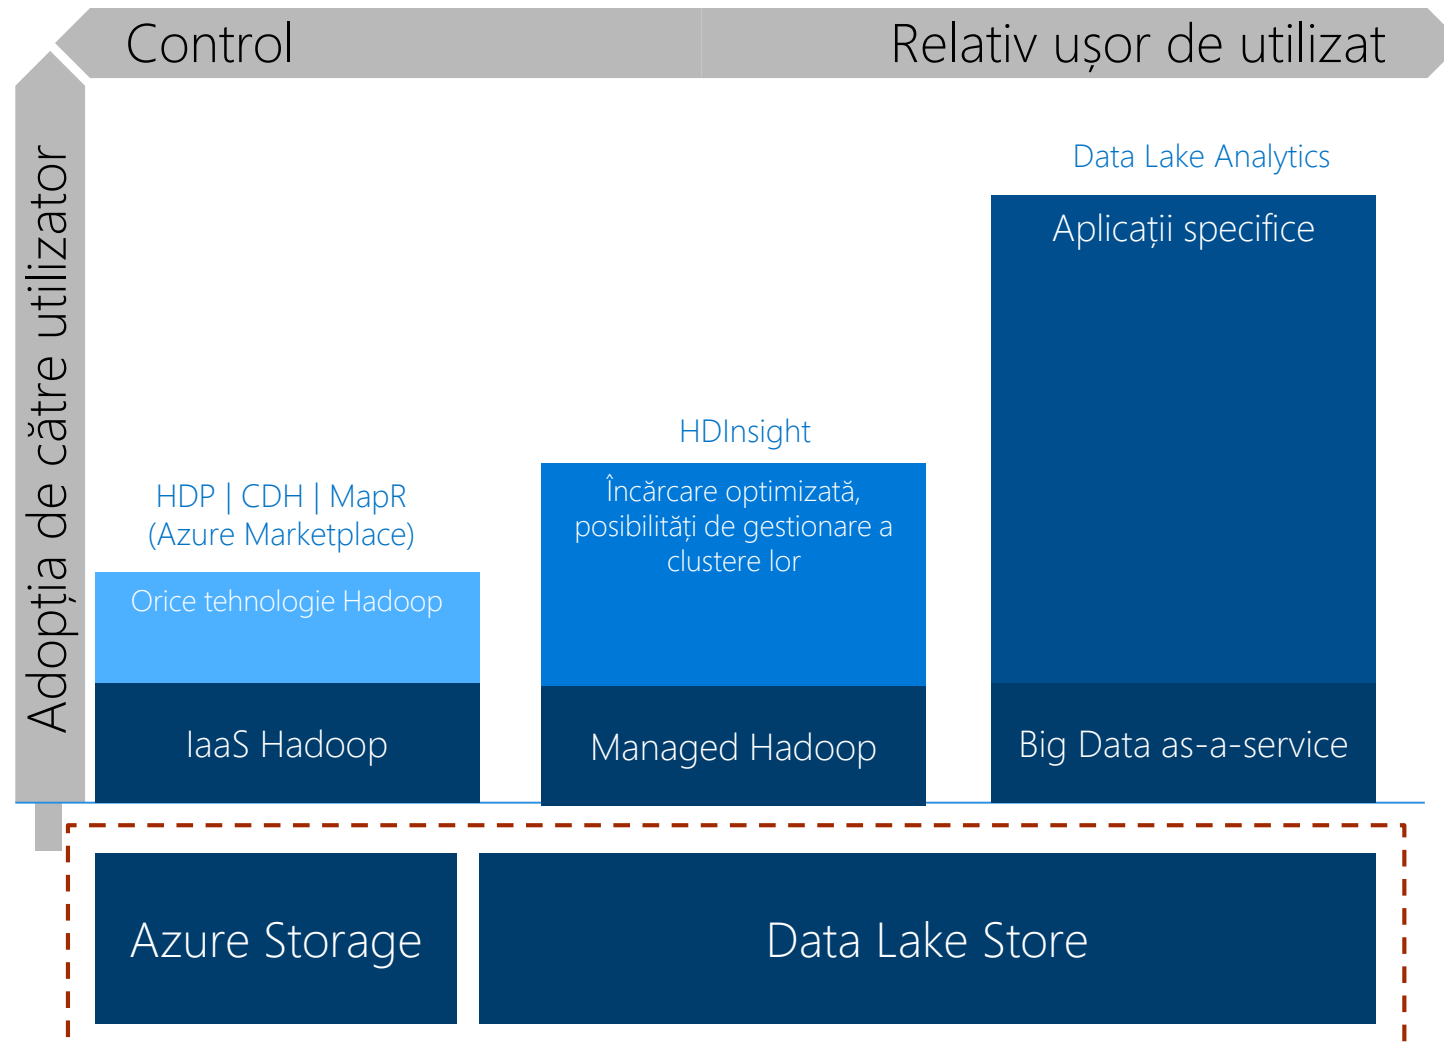 Control
Relativ ușor de utilizat
Adopția de către utilizator
Data Lake Analytics
Aplicații specifice
HDInsight
Încărcare optimizată,
posibilități de gestionare a
clustere lor
HDP | CDH | MapR
(Azure Marketplace)
Orice tehnologie Hadoop
IaaS Hadoop
Managed Hadoop
Big Data as-a-service
Azure Storage
Data Lake Store